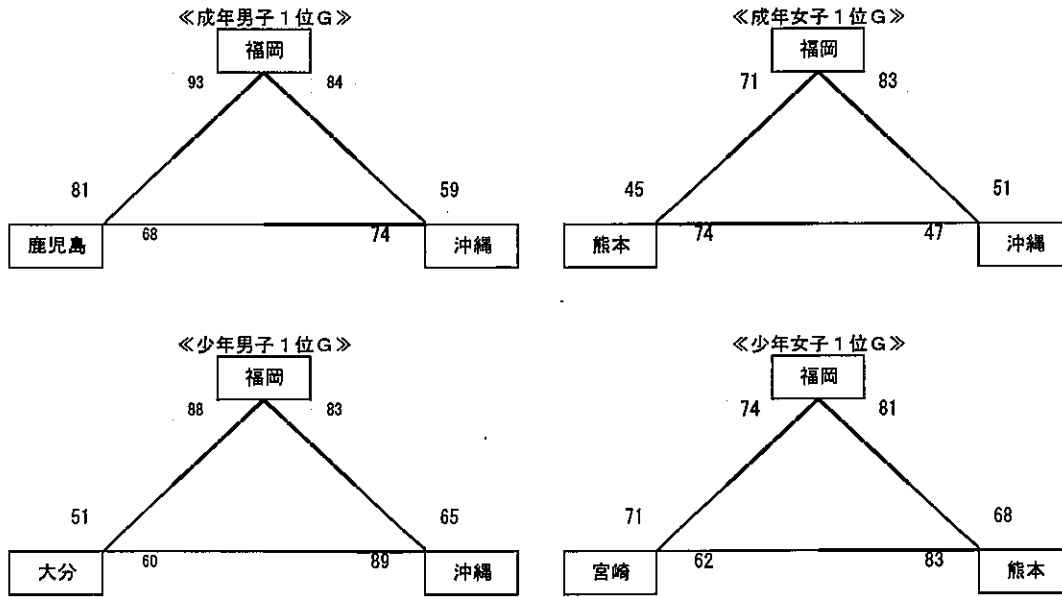 ≪成年男子１位Ｇ≫
福岡
93 84
81 59
鹿児島 68 74 沖縄
≪成年女子１位Ｇ≫
福岡
71 83
45 51
熊本 74 47 沖縄
≪少年男子１位Ｇ≫
福岡
88 83
51 65
大分 60 89 沖縄
≪少年女子１位Ｇ≫
福岡
74 81
71 68
宮崎 62 83 熊本